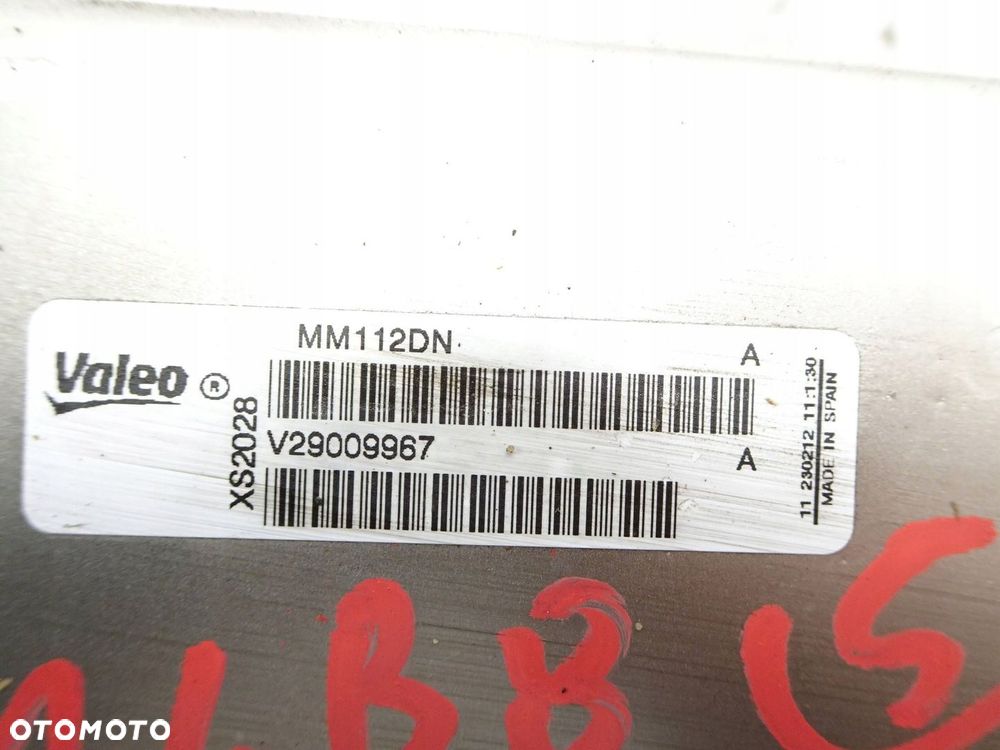 MM112DN
A
Valeo ®
XS2028
V29009967
A
11 230212 11:1:30
MADE IN SPAIN
OTOMOTO